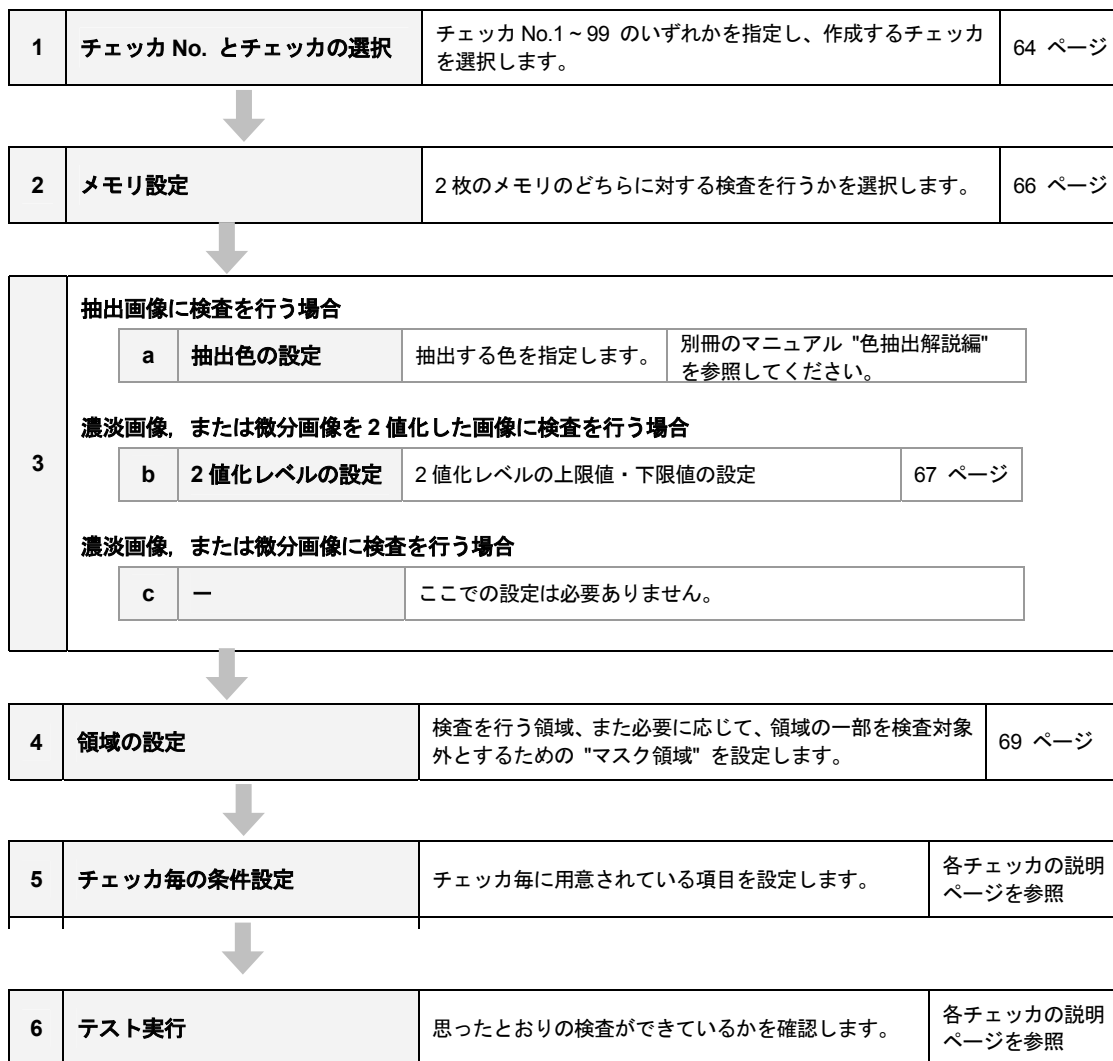 1
チェッカ No. とチェッカの選択
チェッカ No.1～99 のいずれかを指定し、作成するチェッカ
を選択します。
64 ページ
2
メモリ設定
2 枚のメモリのどちらに対する検査を行うかを選択します。
66 ページ
3
抽出画像に検査を行う場合
a
抽出色の設定
抽出する色を指定します。
別冊のマニュアル "色抽出解説編"
を参照してください。
濃淡画像，または微分画像を 2 値化した画像に検査を行う場合
b
2 値化レベルの設定
2 値化レベルの上限値・下限値の設定
67 ページ
濃淡画像，または微分画像に検査を行う場合
c
ー
ここでの設定は必要ありません。
4
領域の設定
検査を行う領域、また必要に応じて、領域の一部を検査対象
外とするための "マスク領域" を設定します。
69 ページ
5
チェッカ毎の条件設定
チェッカ毎に用意されている項目を設定します。
各チェッカの説明
ページを参照
6
テスト実行
思ったとおりの検査ができているかを確認します。
各チェッカの説明
ページを参照